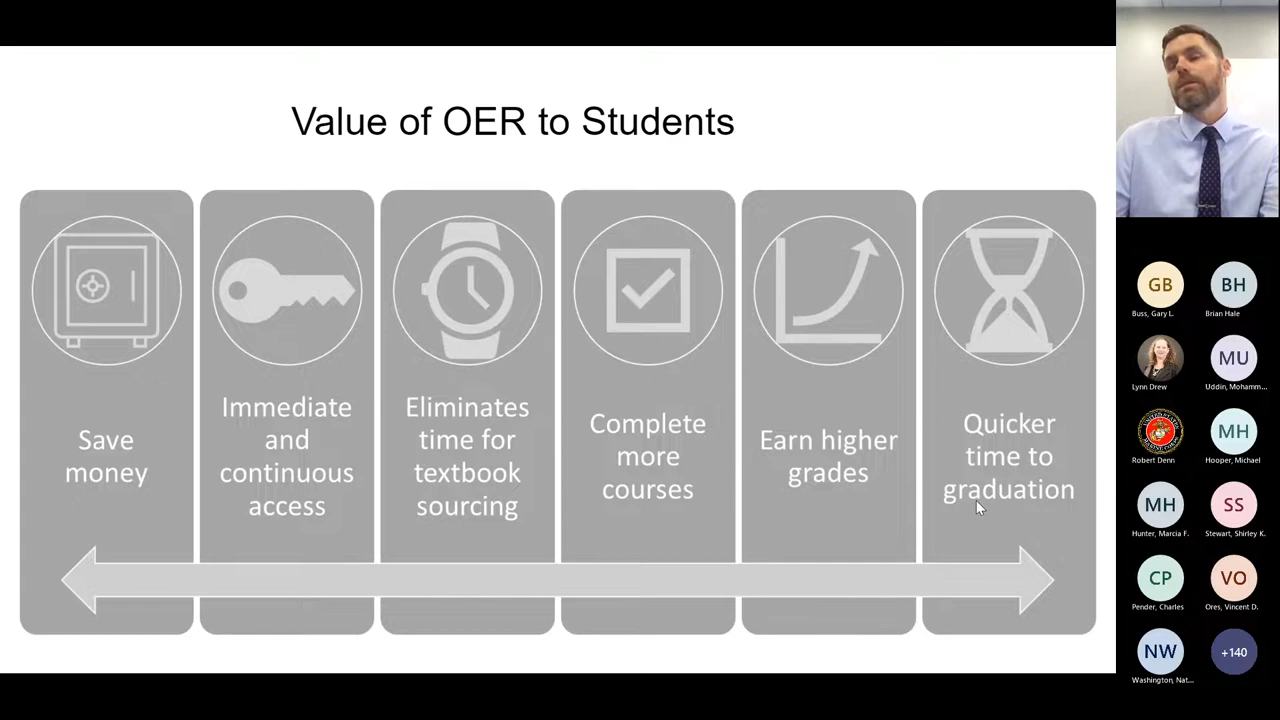 Value of OER to Students
Save
money
Immediate
and
continuous
access
Eliminates
time for
textbook
sourcing
Complete
more
courses
Earn higher
grades
Quicker
time to
graduation
GB
Buss, Gary L.
BH
Brian Hale
Lynn Drew
MU
Uddin, Mohamm...
Robert Denn
MH
Hooper, Michael
MH
Hunter, Marcia F.
SS
Stewart, Shirley K.
CP
Pender, Charles
VO
Ores, Vincent D.
NW
Washington, Nat...
+140